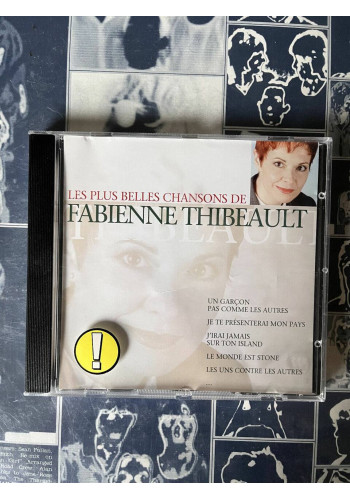 LES PLUS BELLES CHANSONS DE
FABIENNE THIBEAULT
THIBEAULT
UN GARÇON
PAS COMME LES AUTRES
JE TE PRÉSENTERAI MON PAYS
J'IRAI JAMAIS
SUR TON ISLAND
LE MONDE EST STONE
LES UNS CONTRE LES AUTRES
!